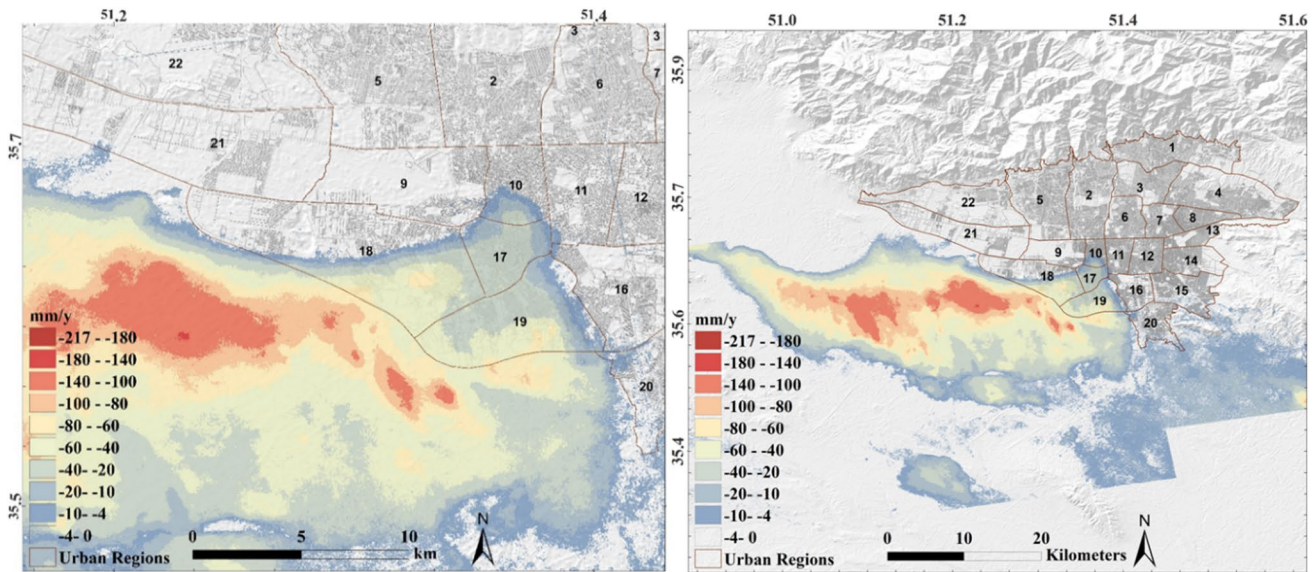 51.2 51.4
3
3
22
5
2
6
7
35.7
21
9
10
11
12
18
17
16
19
20
mm/y
-217 - -180
-180 - -140
-140 - -100
-100 - -80
-80 - -60
-60 - -40
-40 - -20
-20 - -10
-10 - -4
-4- 0
Urban Regions
35.5
0 5 10
km
N
51.0 51.2 51.4 51.6
35.9
1
35.7
22
5
2
3
4
6
7
8
13
21
9
10
11
12
14
18
17
16
15
19
20
35.6
35.4
mm/y
-217 - -180
-180 - -140
-140 - -100
-100 - -80
-80 - -60
-60 - -40
-40 - -20
-20 - -10
-10 - -4
-4- 0
Urban Regions
0 10 20
Kilometers
N